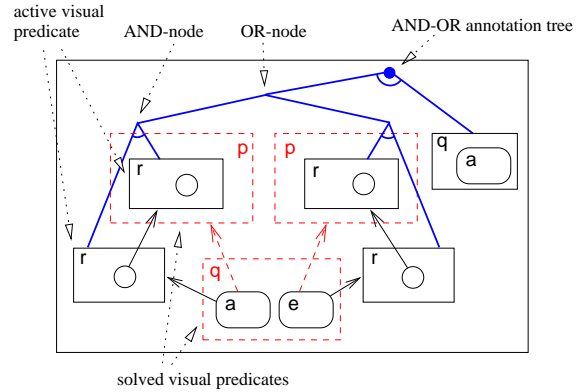 active visual
predicate
AND-node
OR-node
AND-OR annotation tree
p
p
q
a
r
r
r
q
r
a
e
solved visual predicates